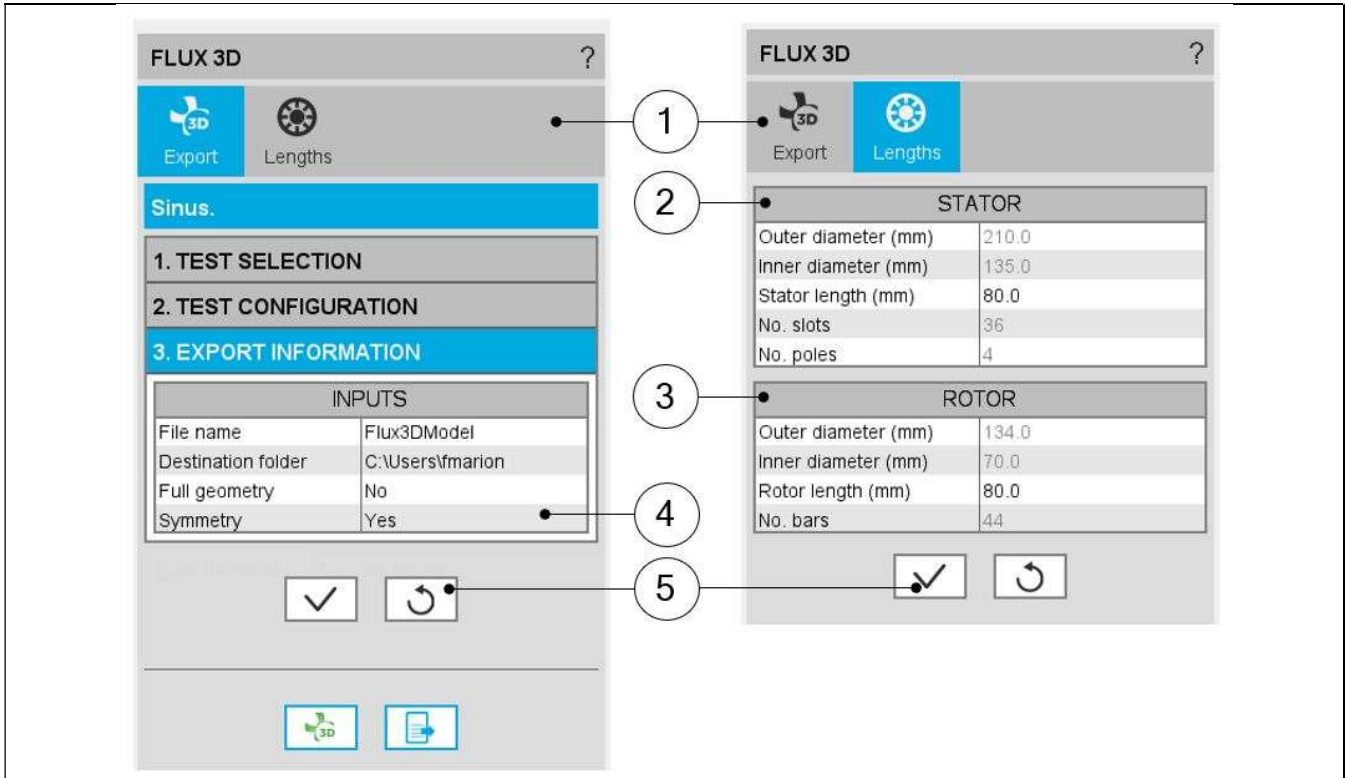 FLUX 3D ?
3D
Export Lengths
Sinus.
1. TEST SELECTION
2. TEST CONFIGURATION
3. EXPORT INFORMATION
INPUTS
File name Flux3DModel
Destination folder C:\Users\fmarion
Full geometry No
Symmetry Yes
3D
1
2
3
4
5
FLUX 3D ?
3D
Export Lengths
STATOR
Outer diameter (mm) 210.0
Inner diameter (mm) 135.0
Stator length (mm) 80.0
No. slots 36
No. poles 4
ROTOR
Outer diameter (mm) 134.0
Inner diameter (mm) 70.0
Rotor length (mm) 80.0
No. bars 44